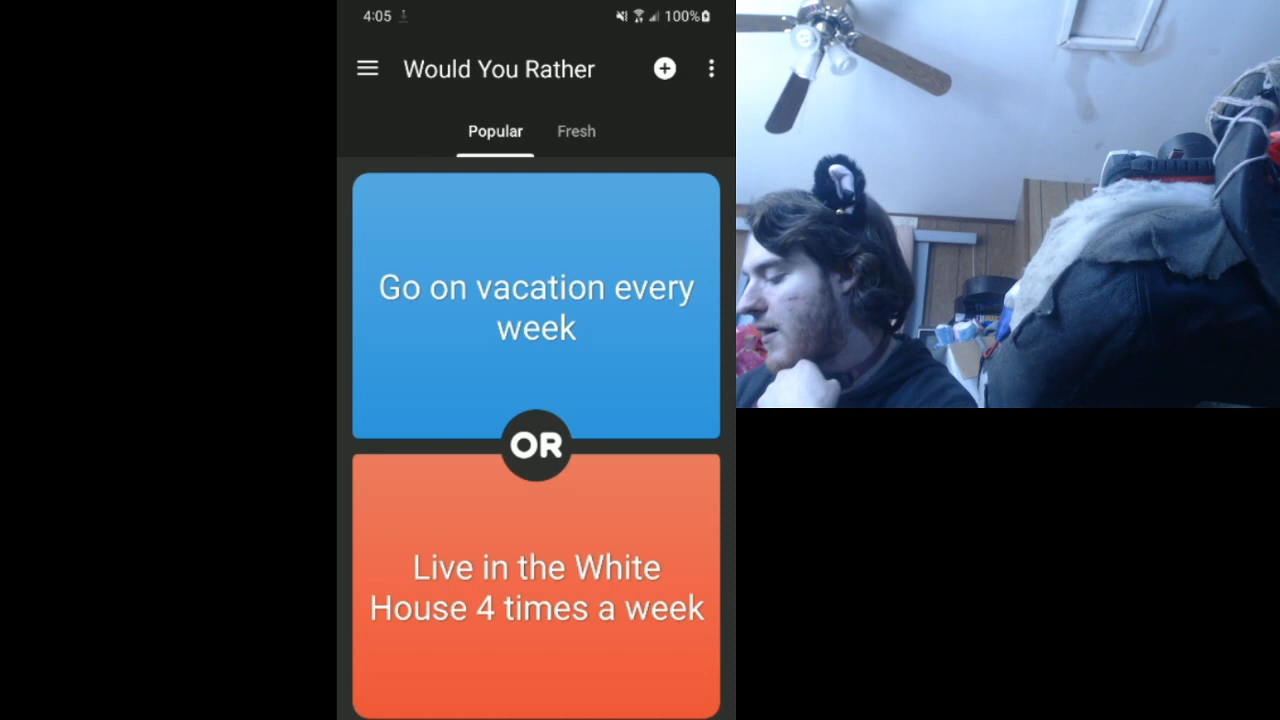 4:05
100%
Would You Rather
Popular
Fresh
Go on vacation every
week
OR
Live in the White
House 4 times a week